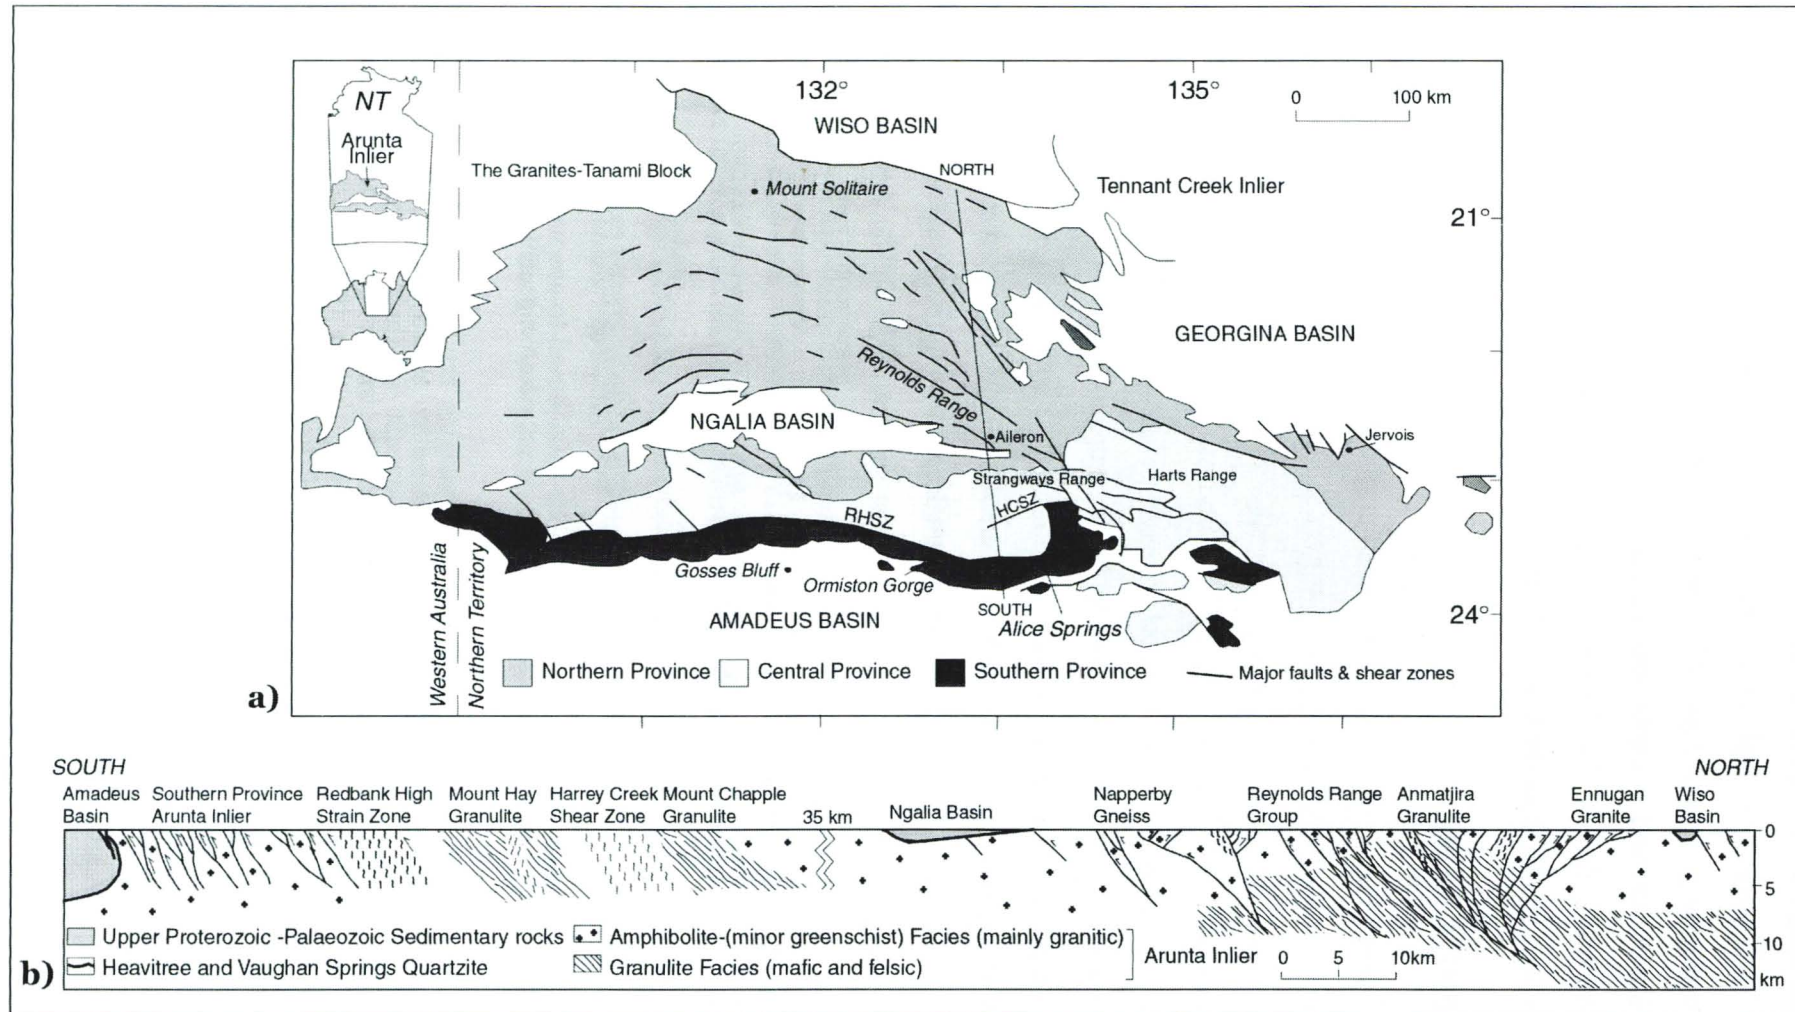 NT
Arunta
Inlier
132°
135°
0 100 km
WISO BASIN
The Granites-Tanami Block
NORTH
Mount Solitaire
Tennant Creek Inlier
21°
GEORGINA BASIN
Reynolds Range
NGALIA BASIN
Aileron
Jervois
Strangways Range
Harts Range
HCSZ
RHSZ
Gosses Bluff
Ormiston Gorge
SOUTH
24°
AMADEUS BASIN
Alice Springs
Western Australia
Northern Territory
Northern Province
Central Province
Southern Province
Major faults & shear zones
a)
SOUTH
NORTH
Amadeus
Basin
Southern Province
Arunta Inlier
Redbank High
Strain Zone
Mount Hay
Granulite
Harrey Creek
Shear Zone
Mount Chapple
Granulite
35 km
Ngalia Basin
Napperby
Gneiss
Reynolds Range
Group
Anmatjira
Granulite
Ennugan
Granite
Wiso
Basin
0
5
10
km
Upper Proterozoic -Palaeozoic Sedimentary rocks
Amphibolite-(minor greenschist) Facies (mainly granitic)
Heavitree and Vaughan Springs Quartzite
Granulite Facies (mafic and felsic)
Arunta Inlier
0 5 10km
b)